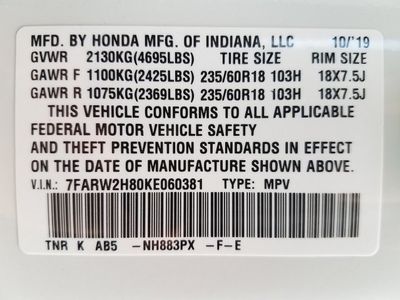 MFD. BY HONDA MFG. OF INDIANA, LLC 10/'19
GVWR 2130KG(4695LBS) TIRE SIZE RIM SIZE
GAWR F 1100KG(2425LBS) 235/60R18 103H 18X7.5J
GAWR R 1075KG(2369LBS) 235/60R18 103H 18X7.5J
THIS VEHICLE CONFORMS TO ALL APPLICABLE
FEDERAL MOTOR VEHICLE SAFETY
AND THEFT PREVENTION STANDARDS IN EFFECT
ON THE DATE OF MANUFACTURE SHOWN ABOVE.
V.I.N.: 7FARW2H80KE060381 TYPE: MPV
TNR K AB5 -NH883PX -F-E